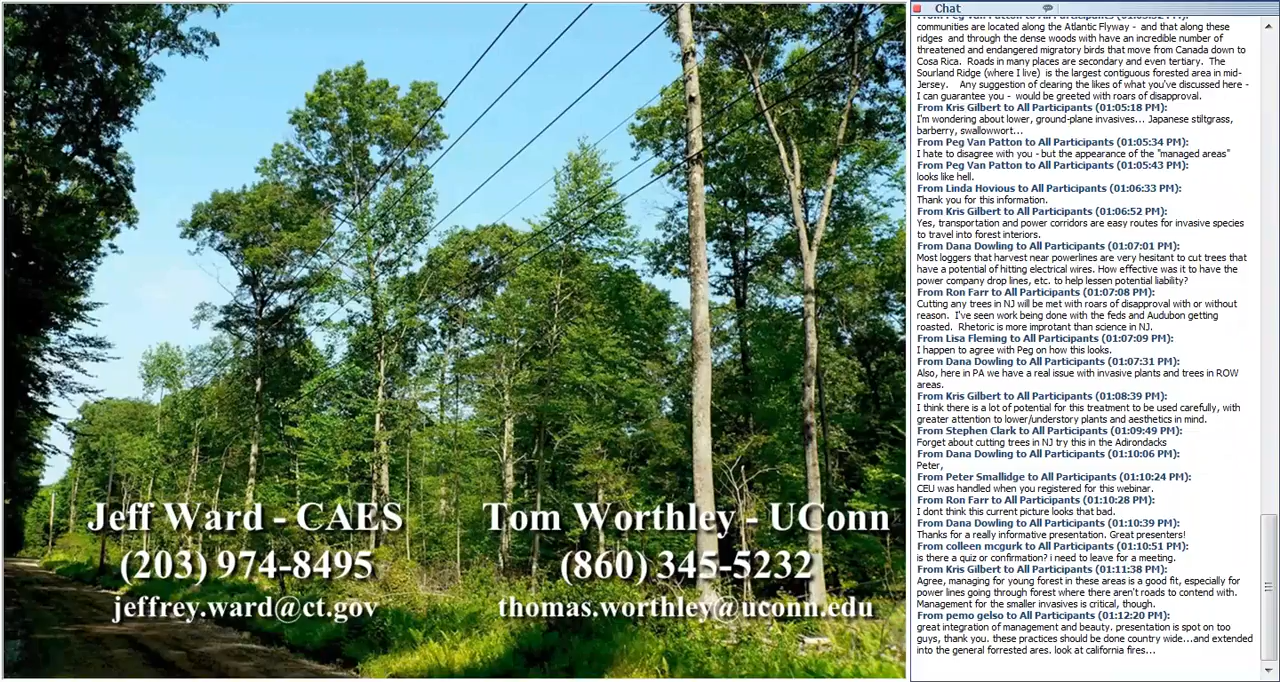 Jeff Ward - CAES
(203) 974-8495
jeffrey.ward@ct.gov
Tom Worthley - UConn
(860) 345-5232
thomas.worthley@uconn.edu
Chat
From Peg Van Patton to All Participants
communities are located along the Atlantic Flyway - and that along these
ridges and through the dense woods with have an incredible number of
threatened and endangered migratory birds that move from Canada down to
Cosa Rica. Roads in many places are secondary and even tertiary. The
Sourland Ridge (where I live) is the largest contiguous forested area in mid-
Jersey. Any suggestion of clearing the likes of what you've discussed here -
I can guarantee you - would be greeted with roars of disapproval.
From Kris Gilbert to All Participants (01:05:18 PM):
I'm wondering about lower, ground-plane invasives... Japanese stiltgrass,
barberry, swallowwort...
From Peg Van Patton to All Participants (01:05:34 PM):
I hate to disagree with you - but the appearance of the "managed areas"
From Peg Van Patton to All Participants (01:05:43 PM):
looks like hell.
From Linda Hovious to All Participants (01:06:33 PM):
Thank you for this information.
From Kris Gilbert to All Participants (01:06:52 PM):
Yes, transportation and power corridors are easy routes for invasive species
to travel into forest interiors.
From Dana Dowling to All Participants (01:07:01 PM):
Most loggers that harvest near powerlines are very hesitant to cut trees that
have a potential of hitting electrical wires. How effective was it to have the
power company drop lines, etc. to help lessen potential liability?
From Ron Farr to All Participants (01:07:08 PM):
Cutting any trees in NJ will be met with roars of disapproval with or without
reason. I've seen work being done with the feds and Audubon getting
roasted. Rhetoric is more improtant than science in NJ.
From Lisa Fleming to All Participants (01:07:09 PM):
I happen to agree with Peg on how this looks.
From Dana Dowling to All Participants (01:07:31 PM):
Also, here in PA we have a real issue with invasive plants and trees in ROW
areas.
From Kris Gilbert to All Participants (01:08:39 PM):
I think there is a lot of potential for this treatment to be used carefully, with
greater attention to lower/understory plants and aesthetics in mind.
From Stephen Clark to All Participants (01:09:49 PM):
Forget about cutting trees in NJ try this in the Adirondacks
From Dana Dowling to All Participants (01:10:06 PM):
Peter,
From Peter Smallidge to All Participants (01:10:24 PM):
CEU was handled when you registered for this webinar.
From Ron Farr to All Participants (01:10:28 PM):
I dont think this current picture looks that bad.
From Dana Dowling to All Participants (01:10:39 PM):
Thanks for a really informative presentation. Great presenters!
From colleen mcgurk to All Participants (01:10:51 PM):
is there a quiz or confirmation? i need to leave for a meeting.
From Kris Gilbert to All Participants (01:11:38 PM):
Agree, managing for young forest in these areas is a good fit, especially for
power lines going through forest where there aren't roads to contend with.
Management for the smaller invasives is critical, though.
From pemo gelso to All Participants (01:12:20 PM):
great integration of management and beauty. presentation is spot on too
guys, thank you. these practices should be done country wide...and extended
into the general forrested ares. look at california fires...